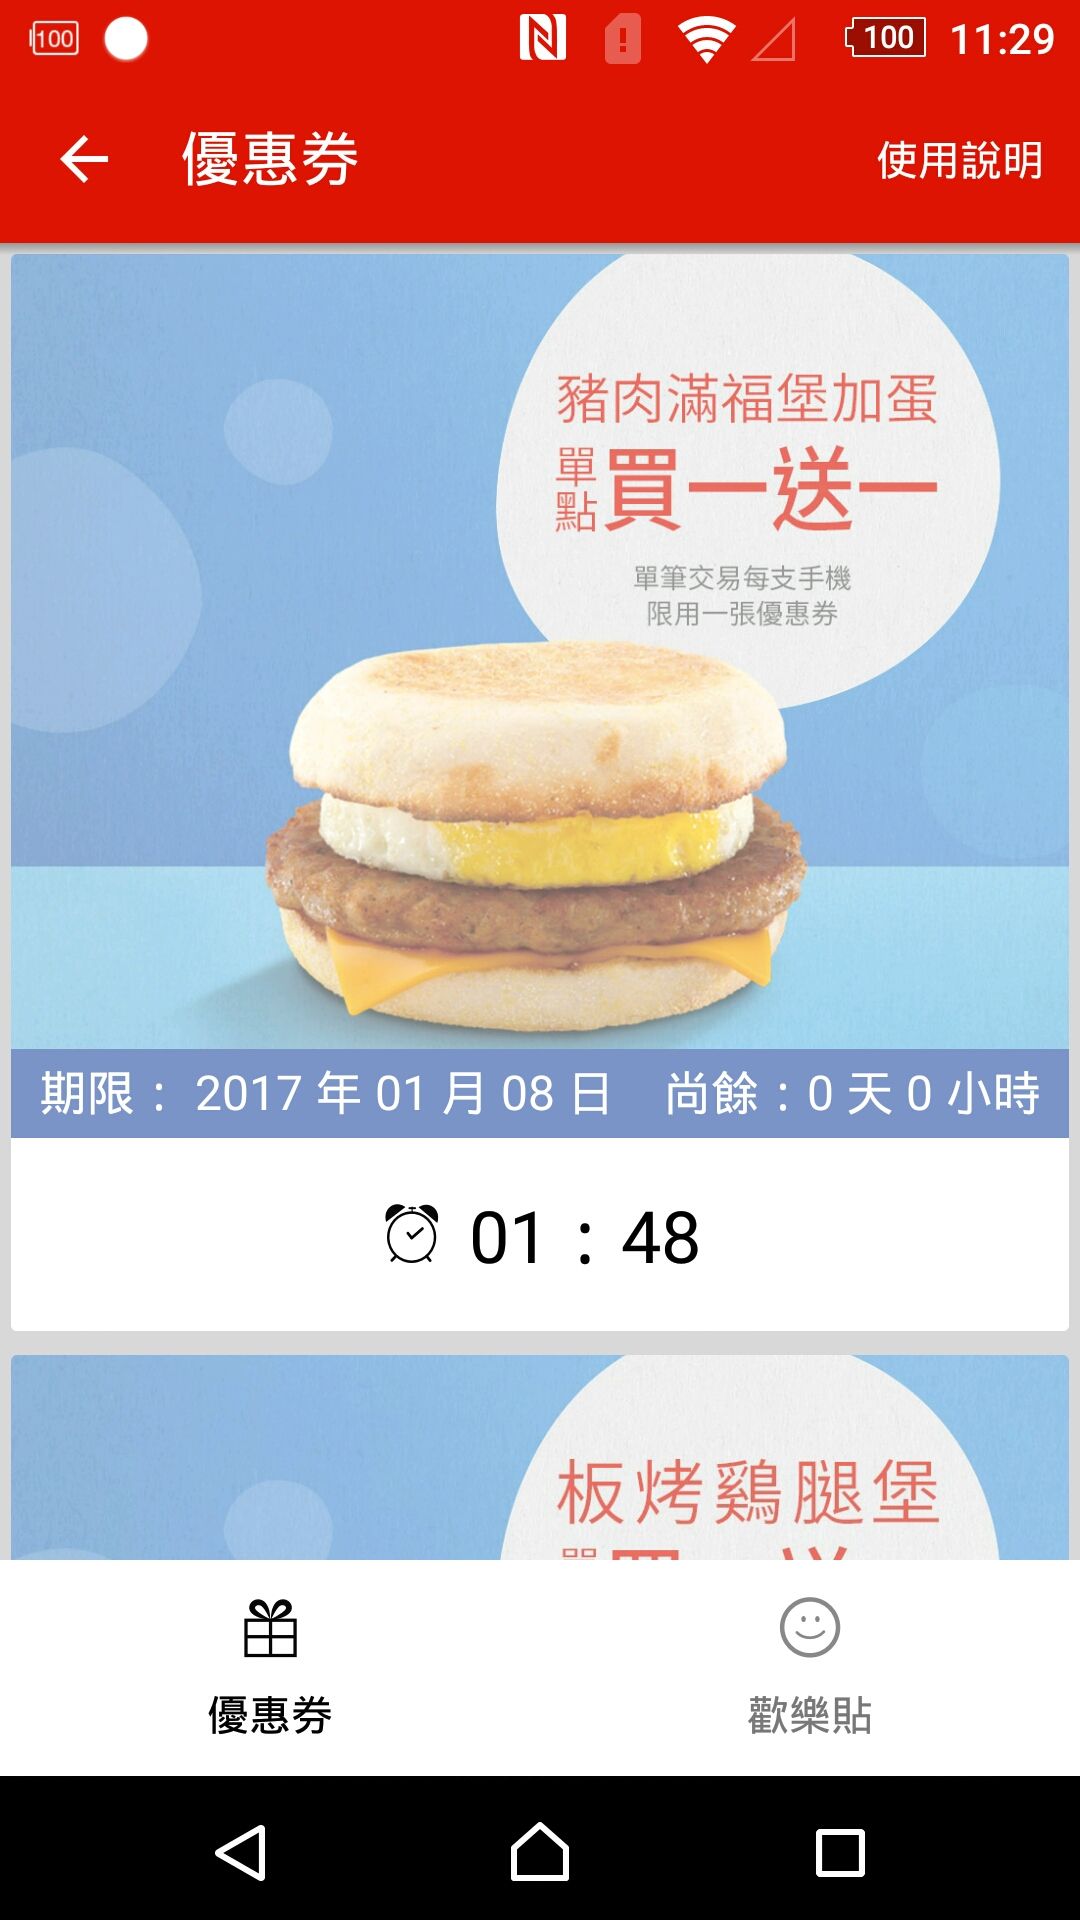 100
100 11:29
優惠券
使用說明
豬肉滿福堡加蛋
單點 買一送一
單筆交易每支手機
限用一張優惠券
期限： 2017 年 01 月 08 日 尚餘：0 天 0 小時
01 : 48
板烤鷄腿堡
優惠券
歡樂貼